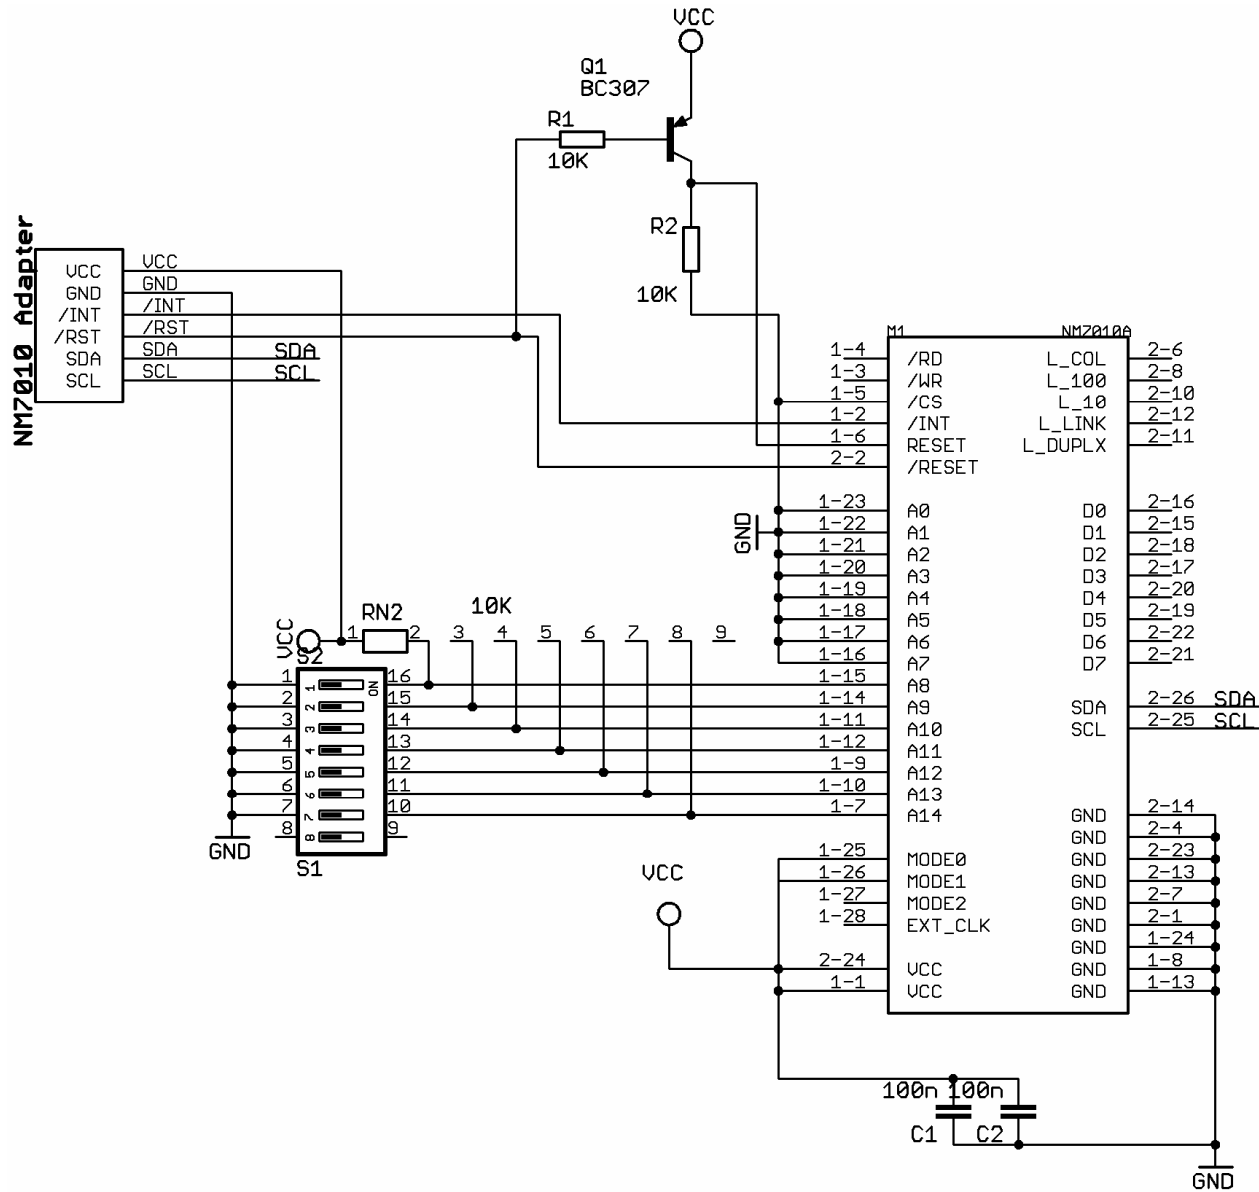 VCC
Q1
BC307
R1
10K
R2
10K
NM7010 Adapter
VCC VCC
GND GND
/INT /INT
/RST /RST
SDA SDA SDA
SCL SCL SCL
M1 NM7010A
1-4 /RD L_COL 2-6
1-3 /WR L_100 2-8
1-5 /CS L_10 2-10
1-2 /INT L_LINK 2-12
1-6 RESET L_DUPLX 2-11
2-2 /RESET
1-23 A0 D0 2-16
GND 1-22 A1 D1 2-15
1-21 A2 D2 2-18
1-20 A3 D3 2-17
1-19 A4 D4 2-20
1-18 A5 D5 2-19
1-17 A6 D6 2-22
1-16 A7 D7 2-21
RN2 10K
VCC 1 2 3 4 5 6 7 8 9
S2
1 1 ON 16 1-15 A8
2 2 15 1-14 A9 SDA 2-26 SDA
3 3 14 1-11 A10 SCL 2-25 SCL
4 4 13 1-12 A11
5 5 12 1-9 A12
6 6 11 1-10 A13
7 7 10 1-7 A14 GND 2-14
8 8 9 GND 2-4
GND
S1
1-25 MODE0 GND 2-23
VCC
1-26 MODE1 GND 2-13
1-27 MODE2 GND 2-7
1-28 EXT_CLK GND 2-1
GND 1-24
2-24 VCC GND 1-8
1-1 VCC GND 1-13
100n 100n
C1 C2
GND